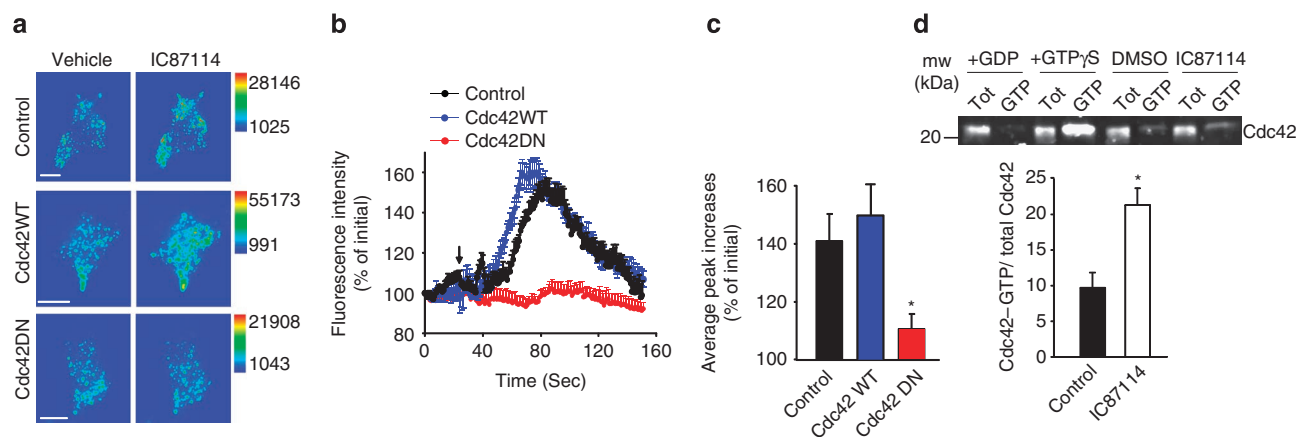 a
Vehicle IC87114
Control
28146
1025
Cdc42WT
55173
991
Cdc42DN
21908
1043
b
Control
Cdc42WT
Cdc42DN
Fluorescence intensity
(% of initial)
160
140
120
100
80
0 40 80 120 160
Time (Sec)
c
Average peak increases
(% of initial)
160
140
120
100
*
Control
Cdc42 WT
Cdc42 DN
d
mw
(kDa)
+GDP +GTPγS DMSO IC87114
Tot GTP Tot GTP Tot GTP Tot GTP
20
Cdc42
Cdc42–GTP/ total Cdc42
25
20
15
10
5
0
*
Control
IC87114